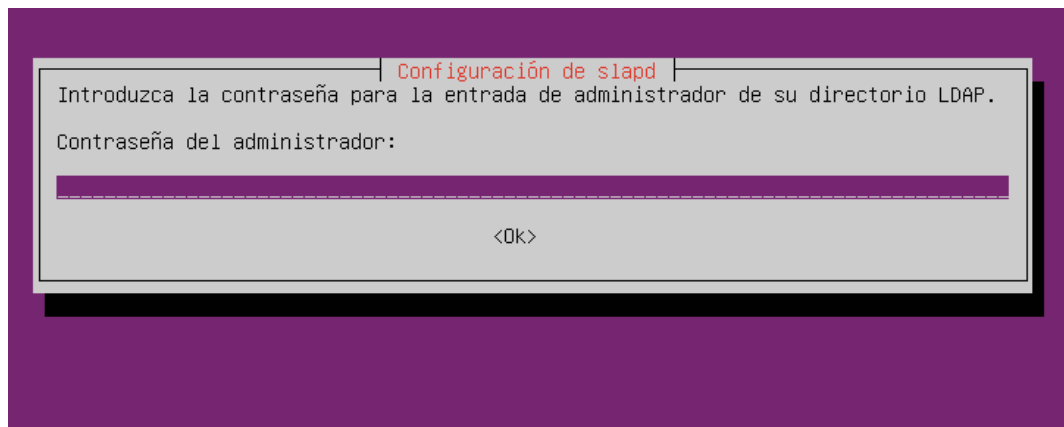 Configuración de slapd
Introduzca la contraseña para la entrada de administrador de su directorio LDAP.
Contraseña del administrador:
<Ok>